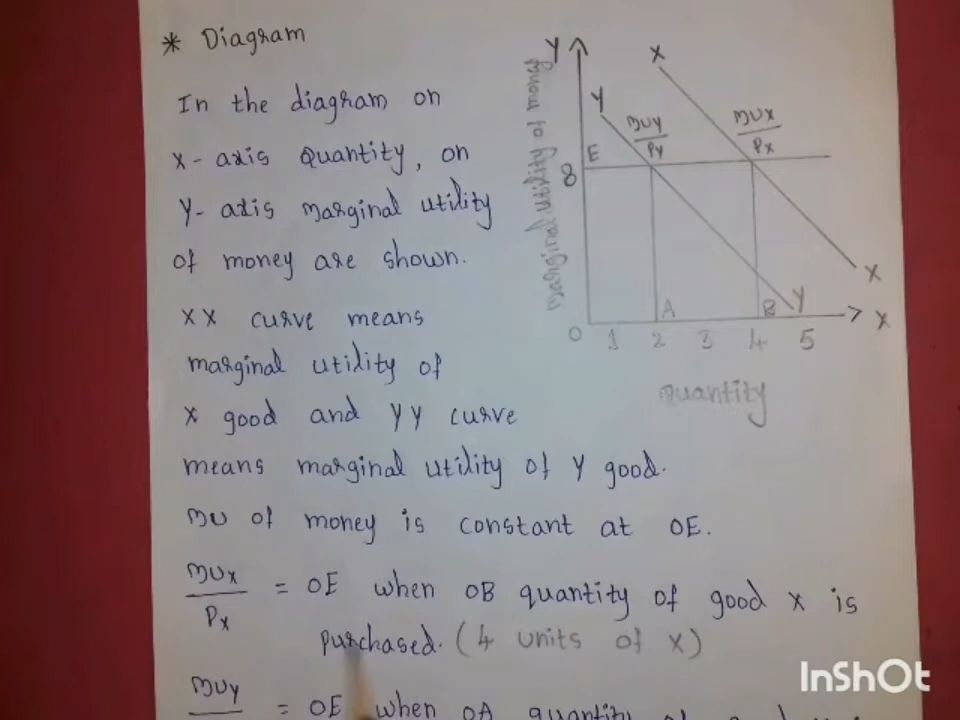 * Diagram
In the diagram on
X- axis quantity, on
Y- axis marginal utility
of money are shown.
XX curve means
marginal utility of
X good and YY curve
means marginal utility of Y good.
MU of money is constant at OE.
MUx
Px
= OE when OB quantity of good X is
purchased. (4 units of X)
MUy
= OE when OA quantity of
Y
X
Y
MUY
PY
MUX
PX
E
8
marginal utility of money
A
B
Y
X
X
0 1 2 3 4 5
quantity
InShOt